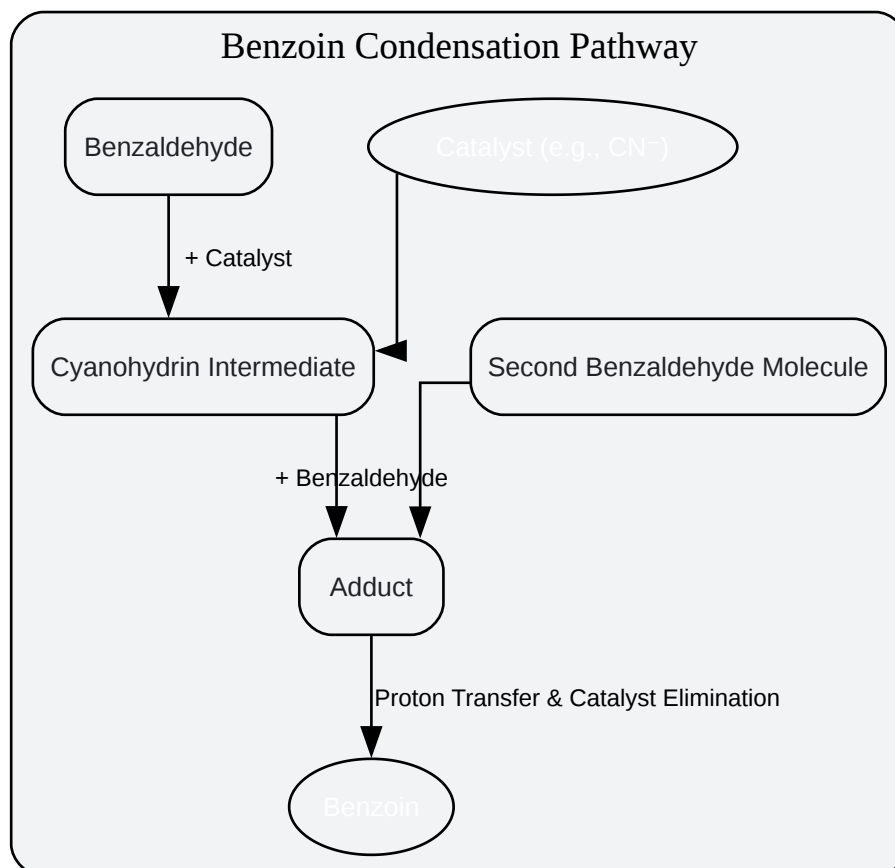 Benzoin Condensation Pathway
Benzaldehyde
Catalyst (e.g., CN⁻)
+ Catalyst
Cyanohydrin Intermediate
Second Benzaldehyde Molecule
+ Benzaldehyde
Adduct
Proton Transfer & Catalyst Elimination
Benzoin